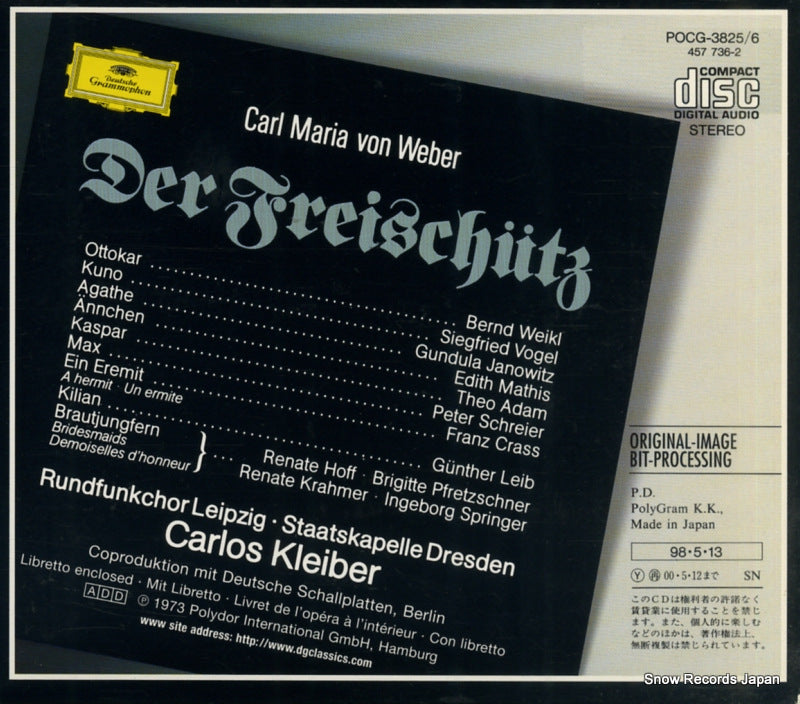 POCG-3825/6
457 736-2
COMPACT
disc
DIGITAL AUDIO
STEREO
Deutsche
Grammophon
Carl Maria von Weber
Der Freischütz
Ottokar .......... Bernd Weikl
Kuno .......... Siegfried Vogel
Agathe .......... Gundula Janowitz
Ännchen .......... Edith Mathis
Kaspar .......... Theo Adam
Max .......... Peter Schreier
Ein Eremit .......... Franz Crass
A hermit · Un ermite
Kilian .......... Günther Leib
Brautjungfern
Bridesmaids
Demoiselles d'honneur
} ... Renate Hoff · Brigitte Pfretzschner
Renate Krahmer · Ingeborg Springer
Rundfunkchor Leipzig · Staatskapelle Dresden
Carlos Kleiber
Coproduktion mit Deutsche Schallplatten, Berlin
Libretto enclosed · Mit Libretto · Livret de l'opéra à l'intérieur · Con libretto
ADD ℗ 1973 Polydor International GmbH, Hamburg
www site address: http://www.dgclassics.com
ORIGINAL-IMAGE
BIT-PROCESSING
P.D.
PolyGram K.K.,
Made in Japan
98·5·13
Ⓨ ㊢ 00·5·12まで SN
このCDは権利者の許諾なく
賃貸業に使用することを禁じ
ます。また、個人的に楽しむ
などのほかは、著作権法上、
無断複製は禁じられています。
Snow Records Japan